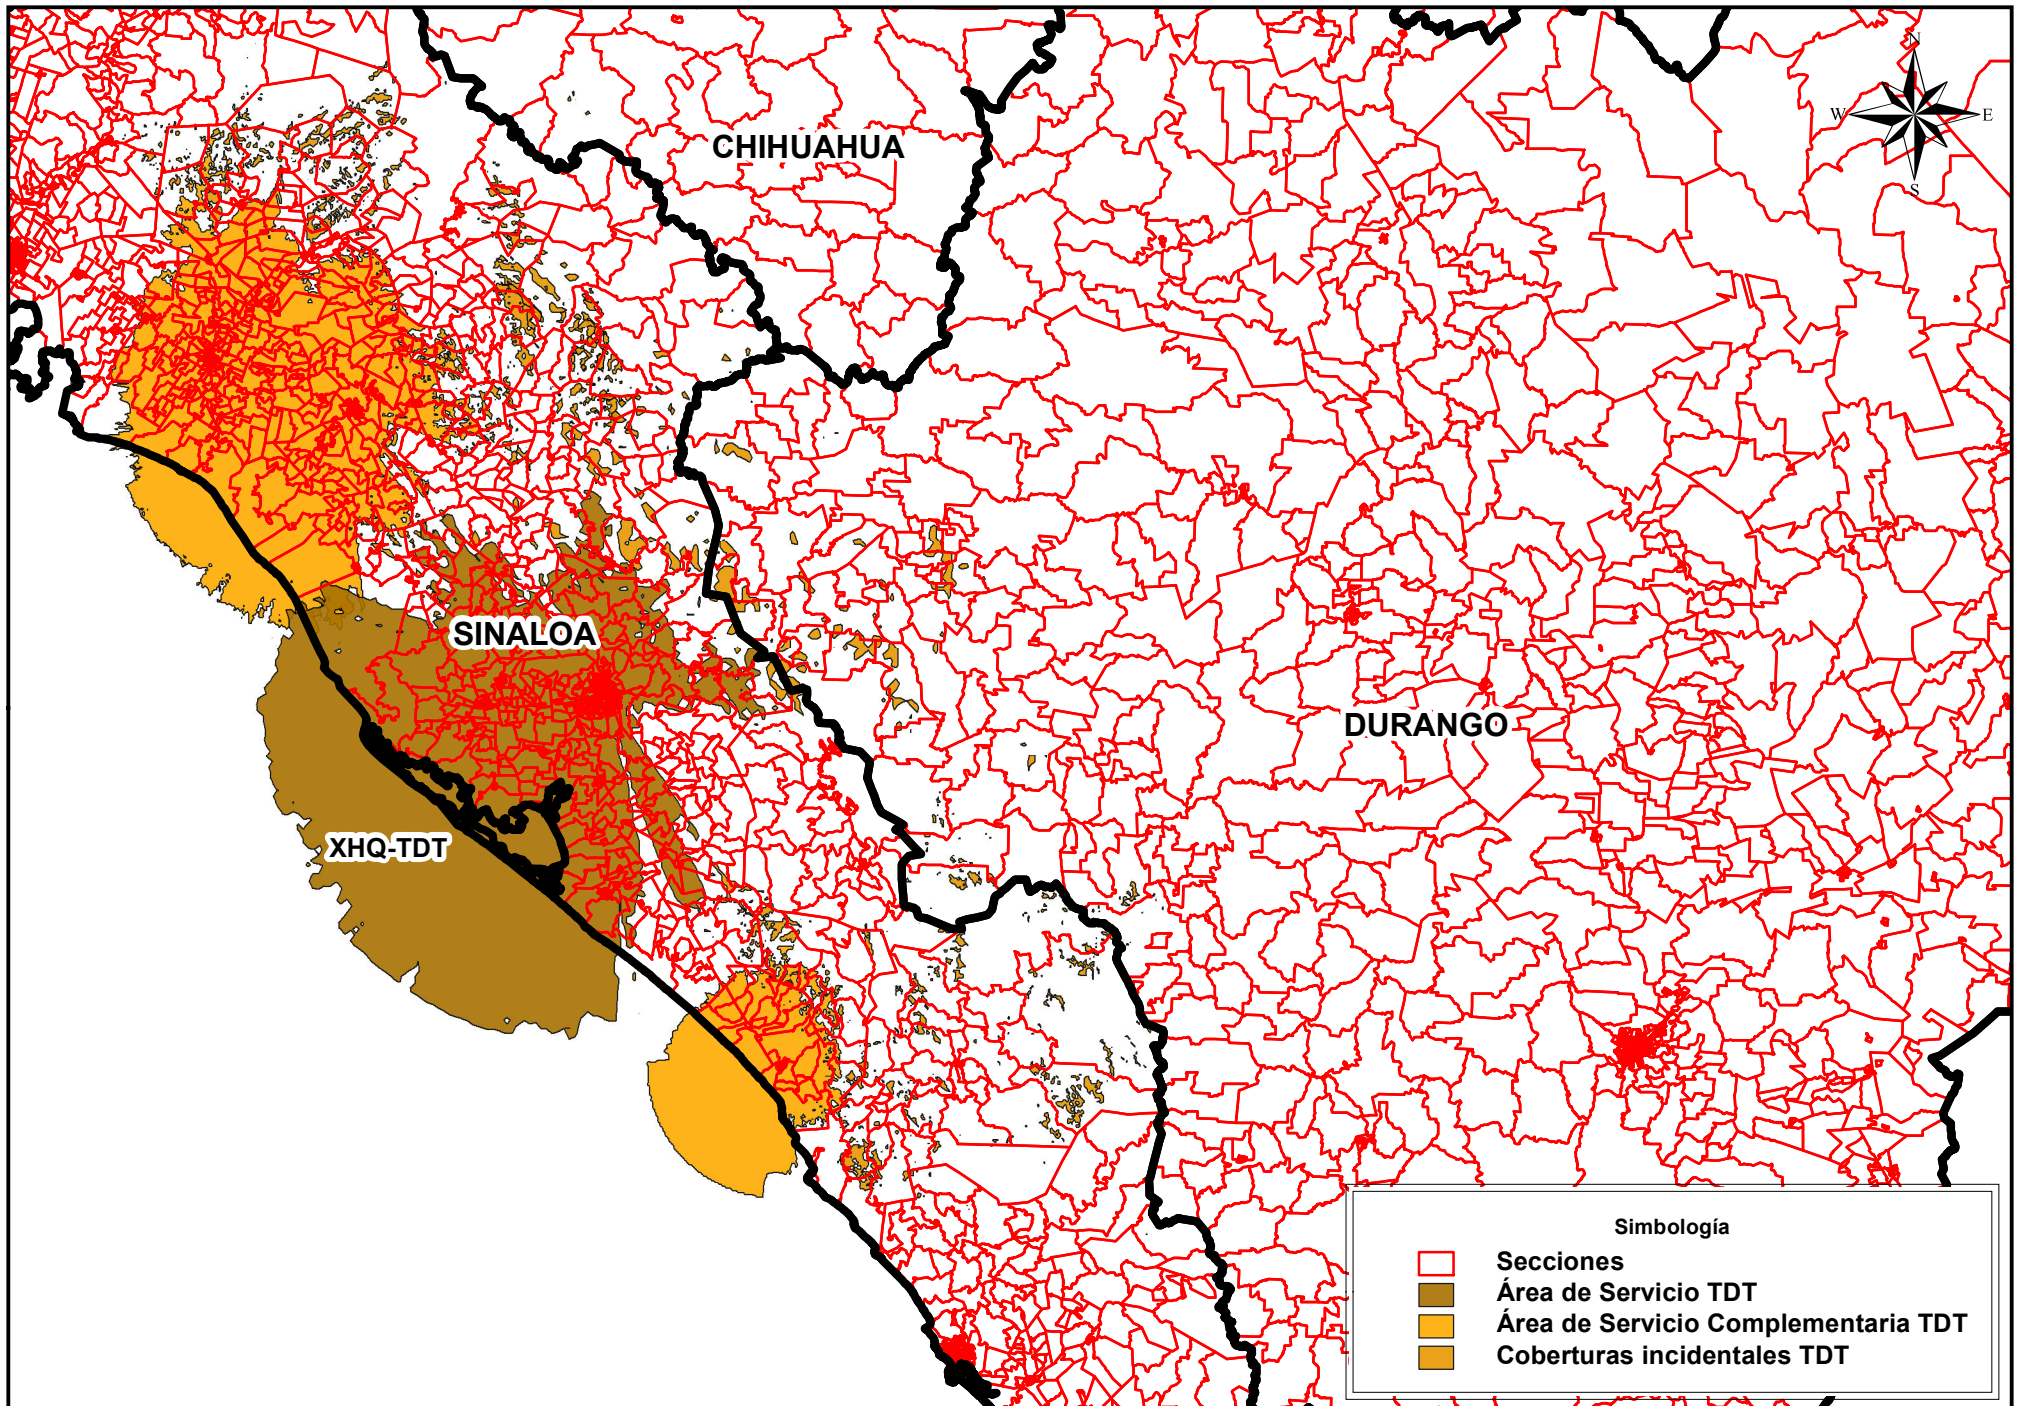 N
W E
S
CHIHUAHUA
SINALOA
DURANGO
XHQ-TDT
Simbología
Secciones
Área de Servicio TDT
Área de Servicio Complementaria TDT
Coberturas incidentales TDT